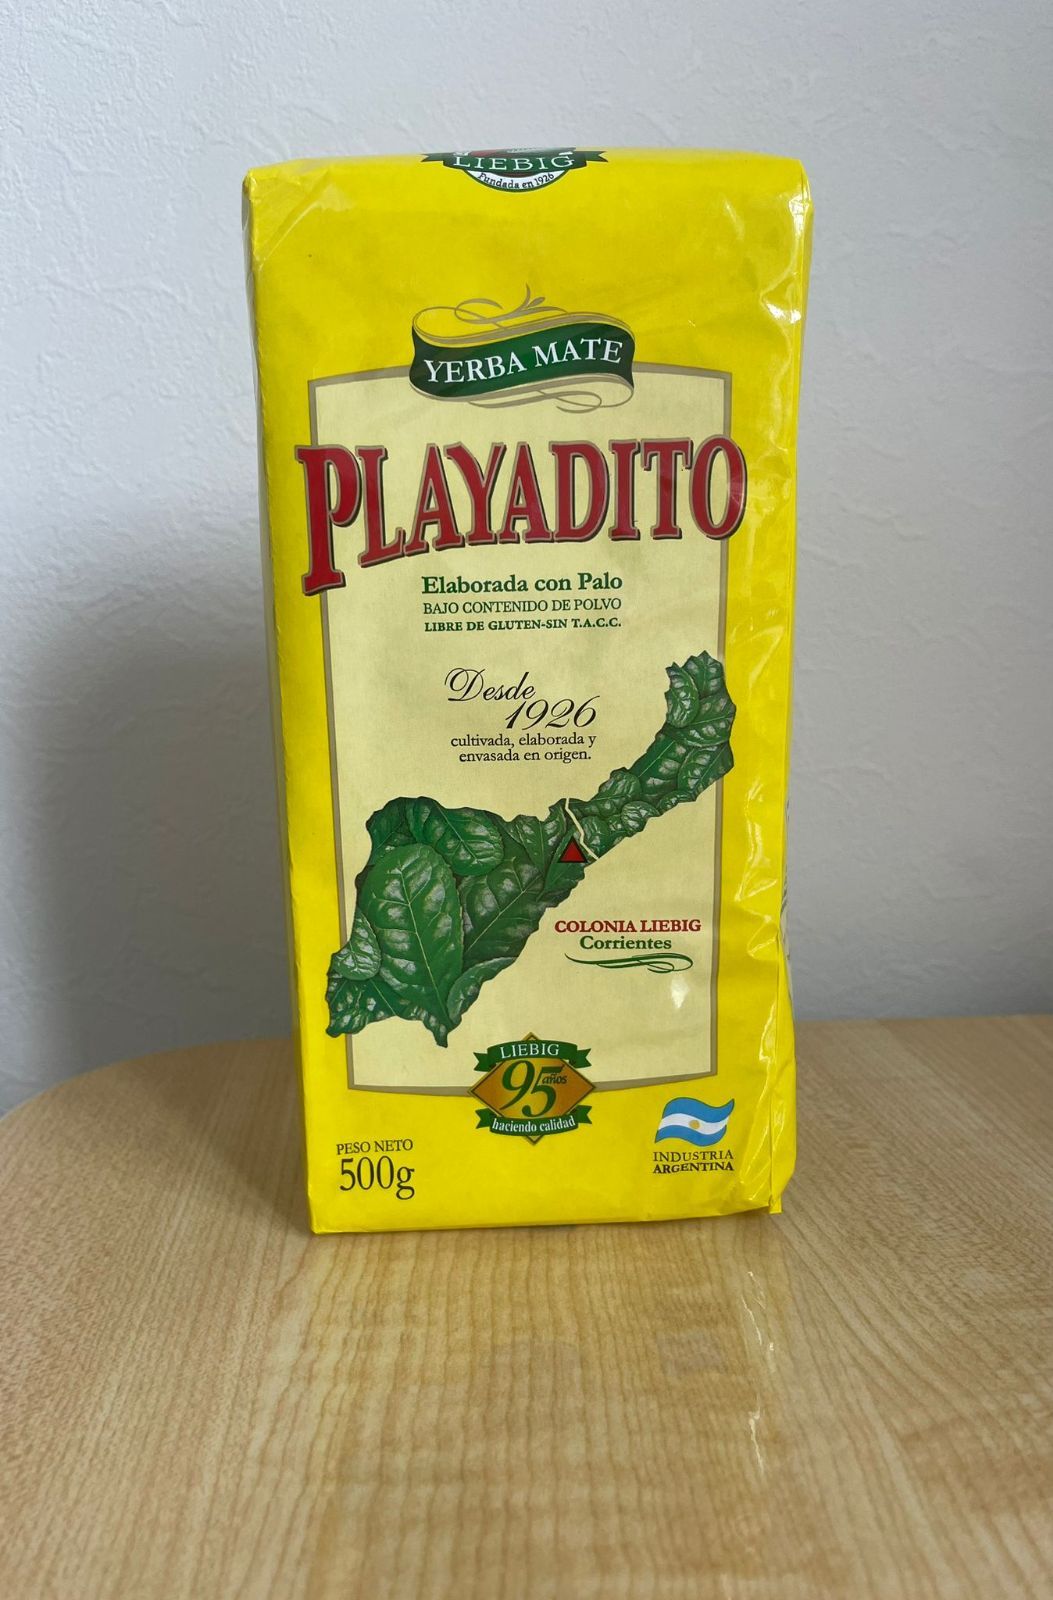 LIEBIG
Fundada en 1926
YERBA MATE
PLAYADITO
Elaborada con Palo
BAJO CONTENIDO DE POLVO
LIBRE DE GLUTEN-SIN T.A.C.C.
Desde
1926
cultivada, elaborada y
envasada en origen.
COLONIA LIEBIG
Corrientes
LIEBIG
95 años
haciendo calidad
PESO NETO
500g
INDUSTRIA
ARGENTINA